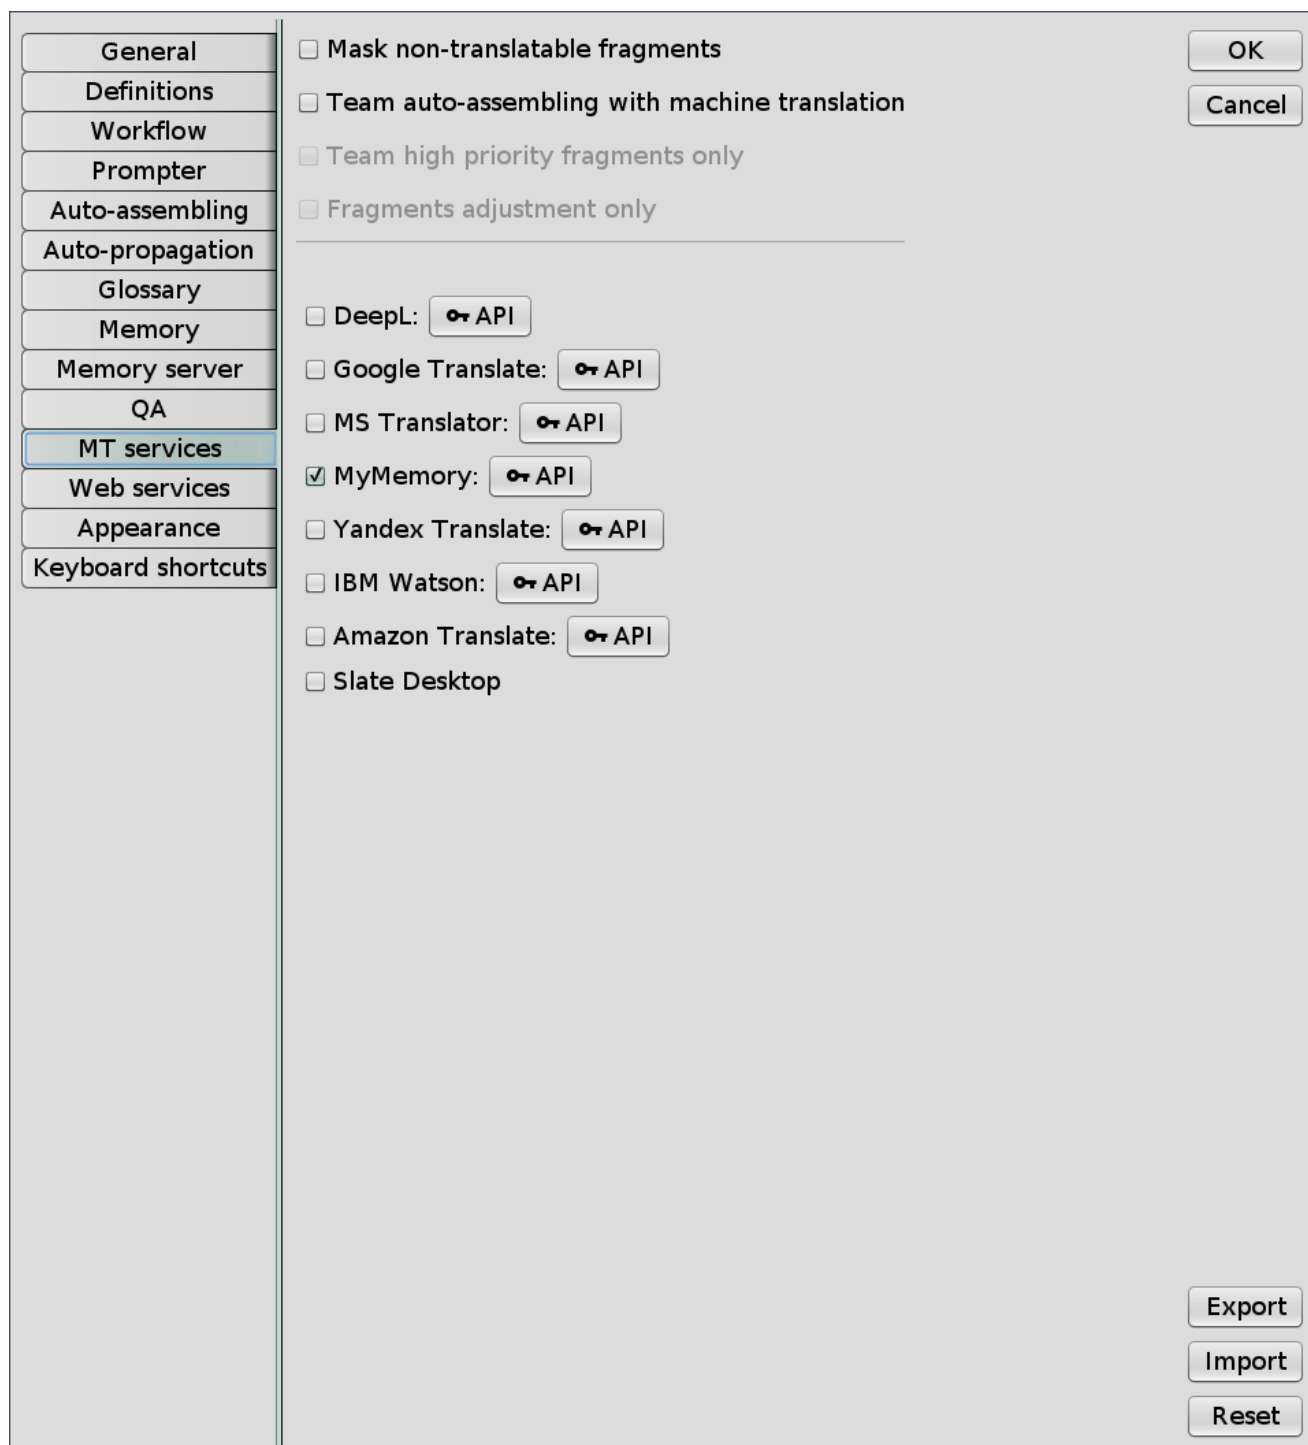 General
Definitions
Workflow
Prompter
Auto-assembling
Auto-propagation
Glossary
Memory
Memory server
QA
MT services
Web services
Appearance
Keyboard shortcuts
Mask non-translatable fragments
Team auto-assembling with machine translation
Team high priority fragments only
Fragments adjustment only
DeepL: API
Google Translate: API
MS Translator: API
MyMemory: API
Yandex Translate: API
IBM Watson: API
Amazon Translate: API
Slate Desktop
OK
Cancel
Export
Import
Reset